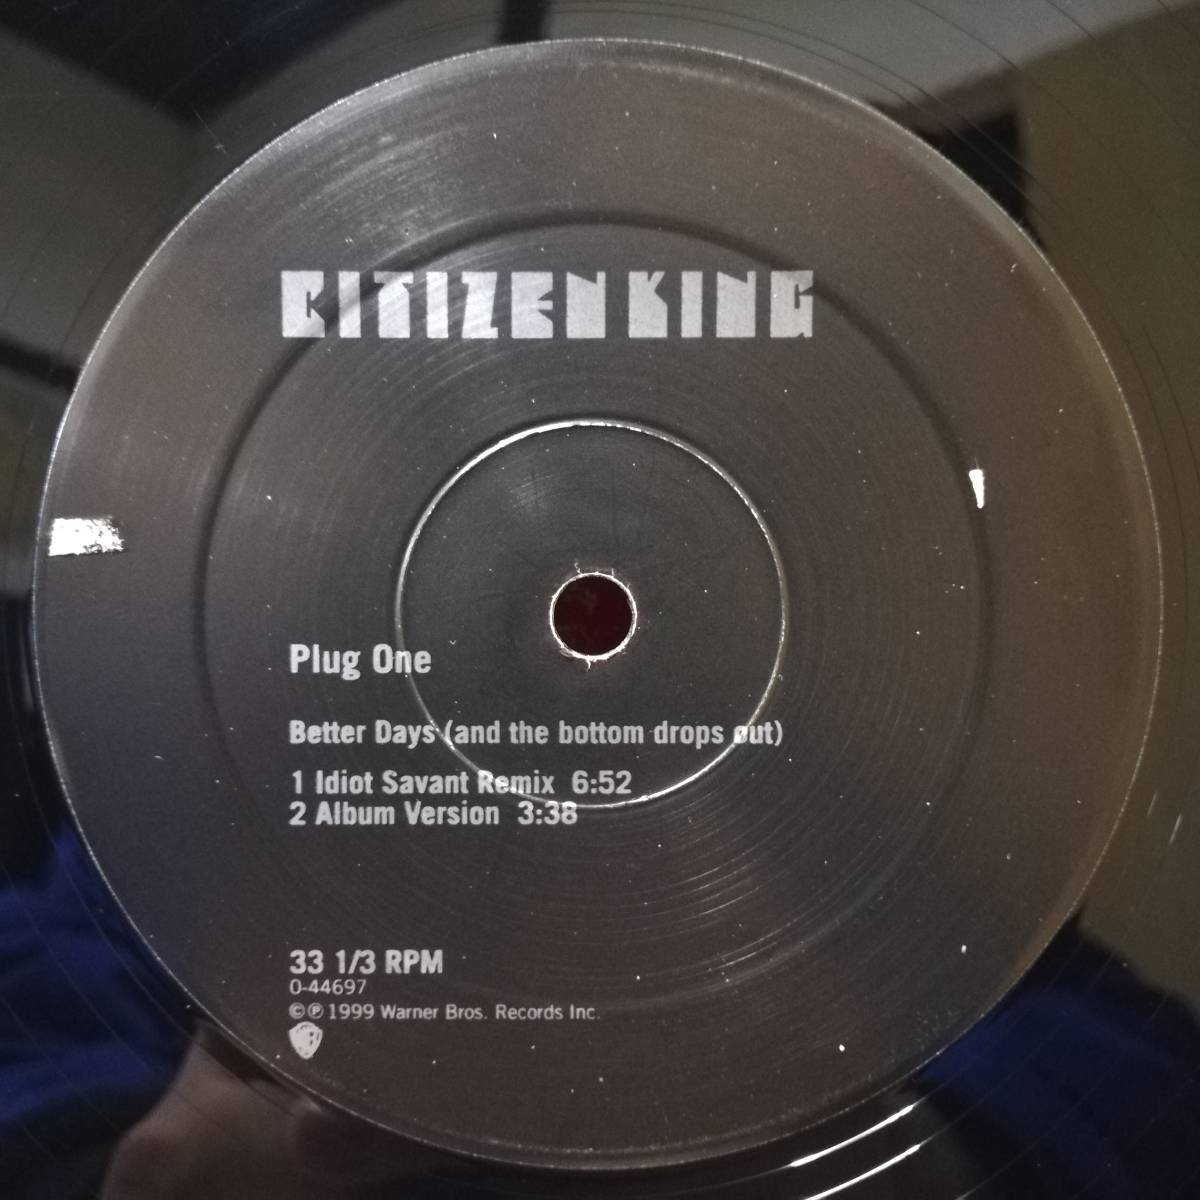 CITIZEN KING
Plug One
Better Days (and the bottom drops out)
1 Idiot Savant Remix 6:52
2 Album Version 3:38
33 1/3 RPM
0-44697
©℗ 1999 Warner Bros. Records Inc.